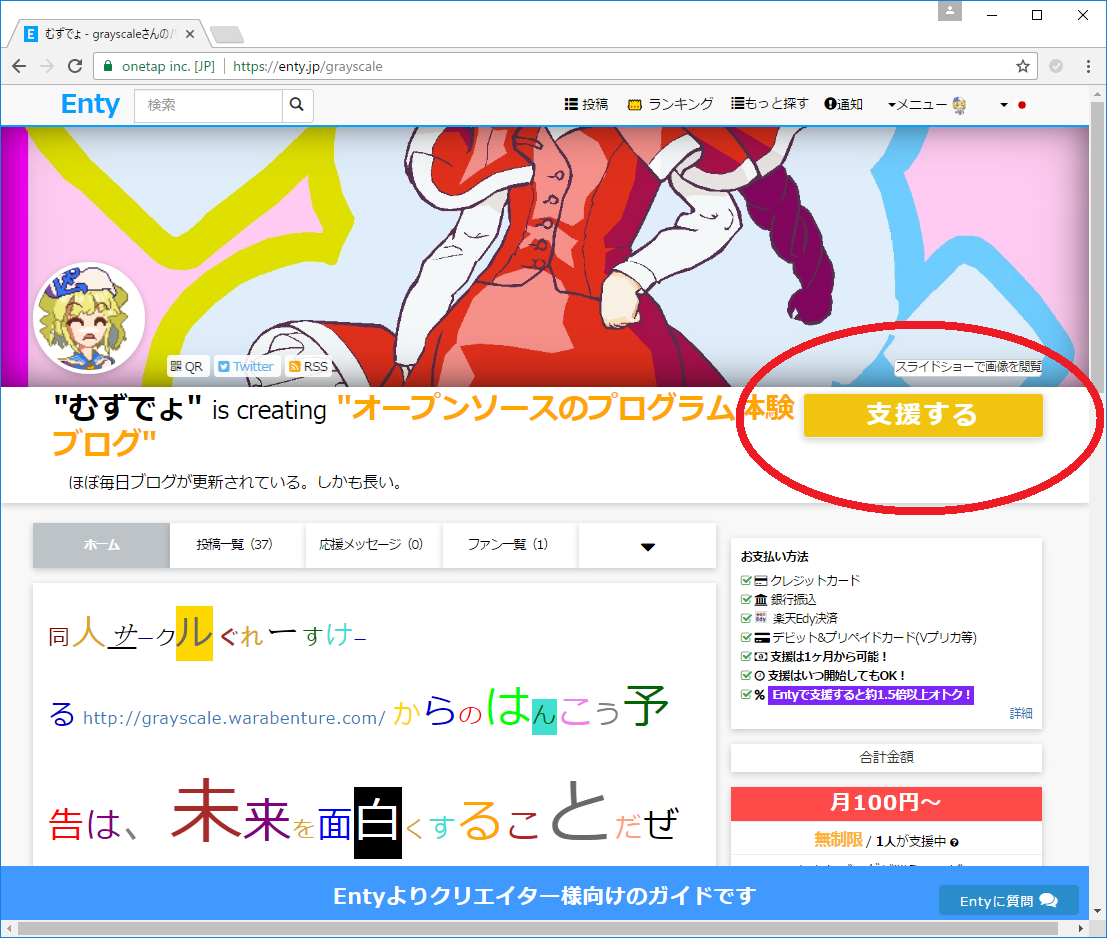 むずでょ - grayscaleさんのパ
onetap inc. [JP] https://enty.jp/grayscale
Enty 検索 投稿 ランキング もっと探す 通知 メニュー
QR Twitter RSS
スライドショーで画像を閲覧
"むずでょ" is creating "オープンソースのプログラム体験
ブログ"
支援する
ほぼ毎日ブログが更新されている。しかも長い。
ホーム 投稿一覧（37） 応援メッセージ（0） ファン一覧（1）
同人サークルぐれーすけー
る http://grayscale.warabenture.com/ からのはんこう予
告は、未来を面白くすることだぜ
お支払い方法
クレジットカード
銀行振込
Edy 楽天Edy決済
デビット&プリペイドカード(Vプリカ等)
支援は1ヶ月から可能！
支援はいつ開始してもOK！
% Entyで支援すると約1.5倍以上オトク！
詳細
合計金額
月100円～
無制限 / 1人が支援中
Entyよりクリエイター様向けのガイドです
Entyに質問